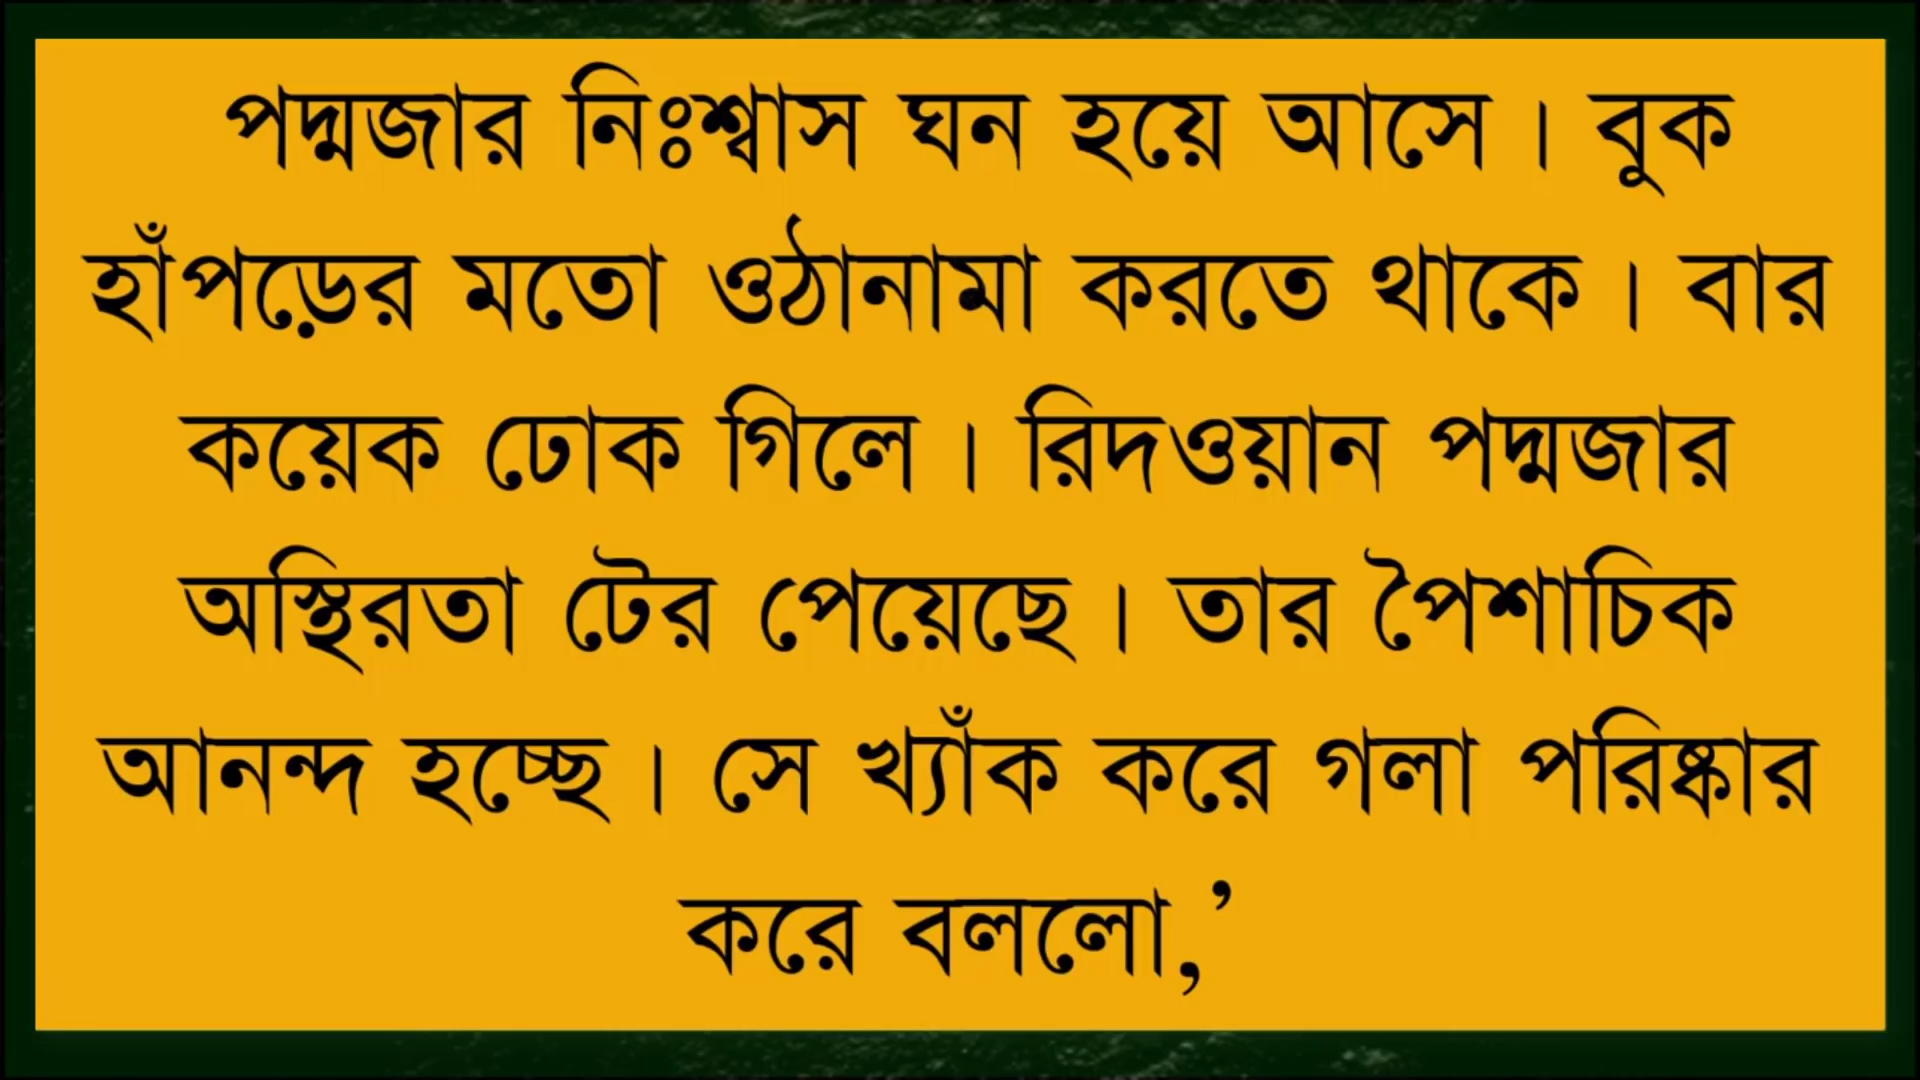 পদ্মজার নিঃশ্বাস ঘন হয়ে আসে। বুক
হাঁপড়ের মতো ওঠানামা করতে থাকে। বার
কয়েক ঢোক গিলে। রিদওয়ান পদ্মজার
অস্থিরতা টের পেয়েছে। তার পৈশাচিক
আনন্দ হচ্ছে। সে খ্যাঁক করে গলা পরিষ্কার
করে বললো,’